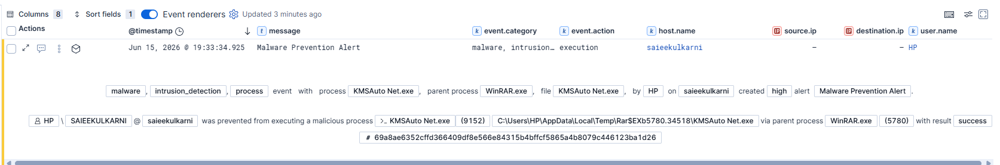 Columns 8 Sort fields 1 Event renderers Updated 3 minutes ago
Actions @timestamp message event.category event.action host.name source.ip destination.ip user.name
Jun 15, 2026 @ 19:33:34.925 Malware Prevention Alert malware, intrusion… execution saieekulkarni — — HP
malware , intrusion_detection , process event with process KMSAuto Net.exe , parent process WinRAR.exe , file KMSAuto Net.exe , by HP on saieekulkarni created high alert Malware Prevention Alert .
HP \ SAIEEKULKARNI @ saieekulkarni was prevented from executing a malicious process >_ KMSAuto Net.exe (9152) C:\Users\HP\AppData\Local\Temp\Rar$EXb5780.34518\KMSAuto Net.exe via parent process WinRAR.exe (5780) with result success
# 69a8ae6352cffd366409df8e566e84315b4bffcf5865a4b8079c446123ba1d26